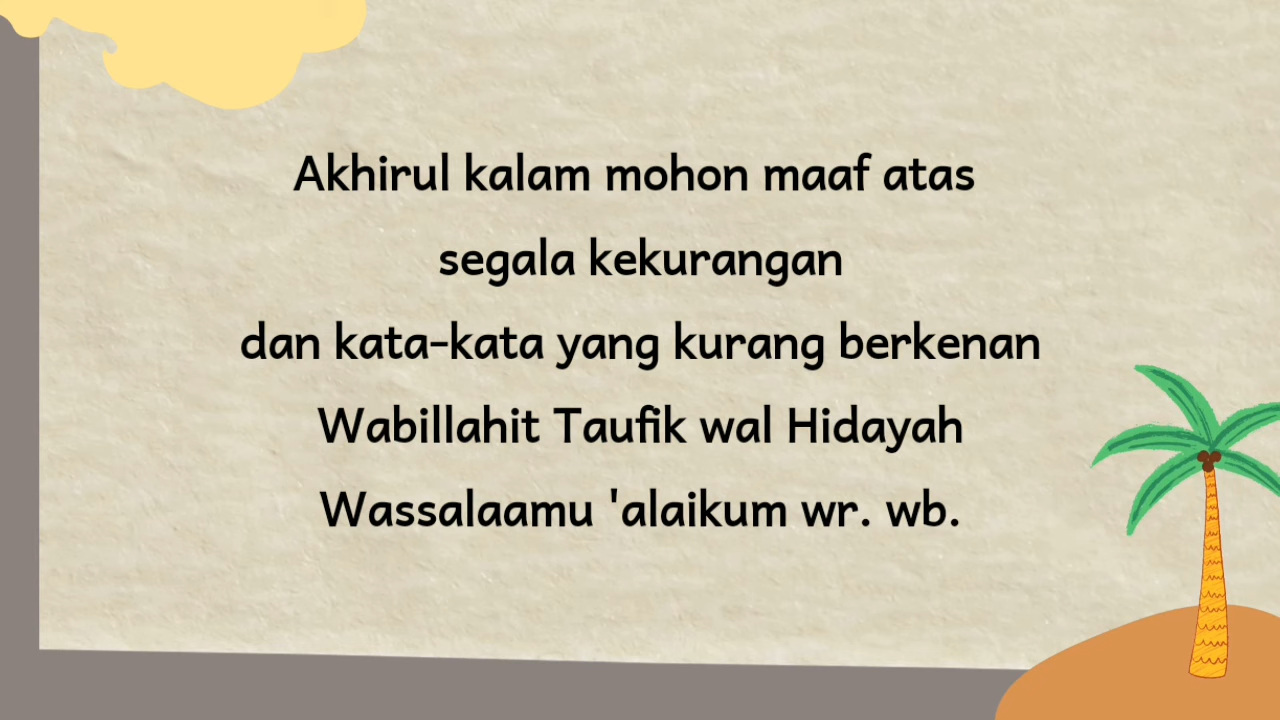 Akhirul kalam mohon maaf atas
segala kekurangan
dan kata-kata yang kurang berkenan
Wabillahit Taufik wal Hidayah
Wassalaamu 'alaikum wr. wb.